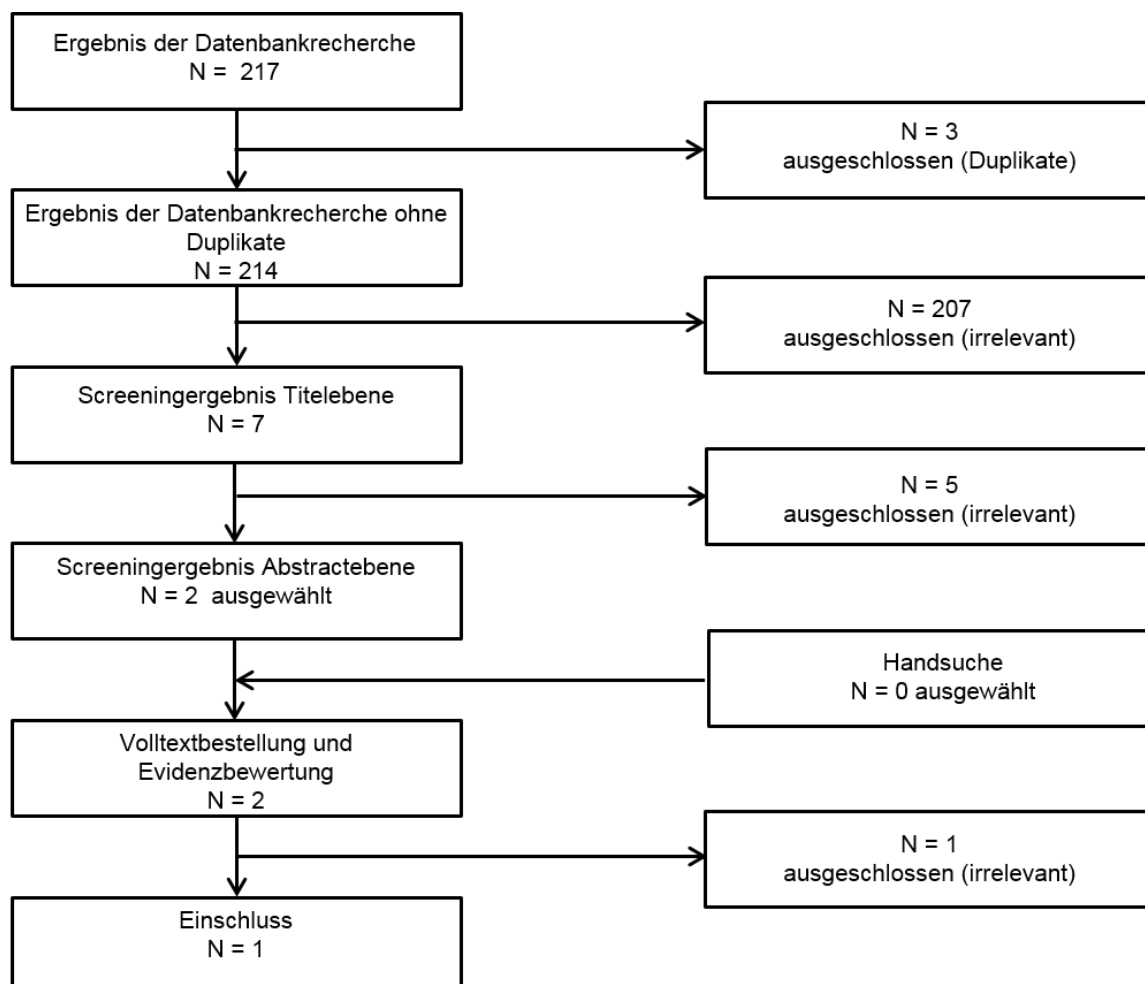 Ergebnis der Datenbankrecherche
N = 217
N = 3
ausgeschlossen (Duplikate)
Ergebnis der Datenbankrecherche ohne
Duplikate
N = 214
N = 207
ausgeschlossen (irrelevant)
Screeningergebnis Titelebene
N = 7
N = 5
ausgeschlossen (irrelevant)
Screeningergebnis Abstractebene
N = 2 ausgewählt
Handsuche
N = 0 ausgewählt
Volltextbestellung und
Evidenzbewertung
N = 2
N = 1
ausgeschlossen (irrelevant)
Einschluss
N = 1